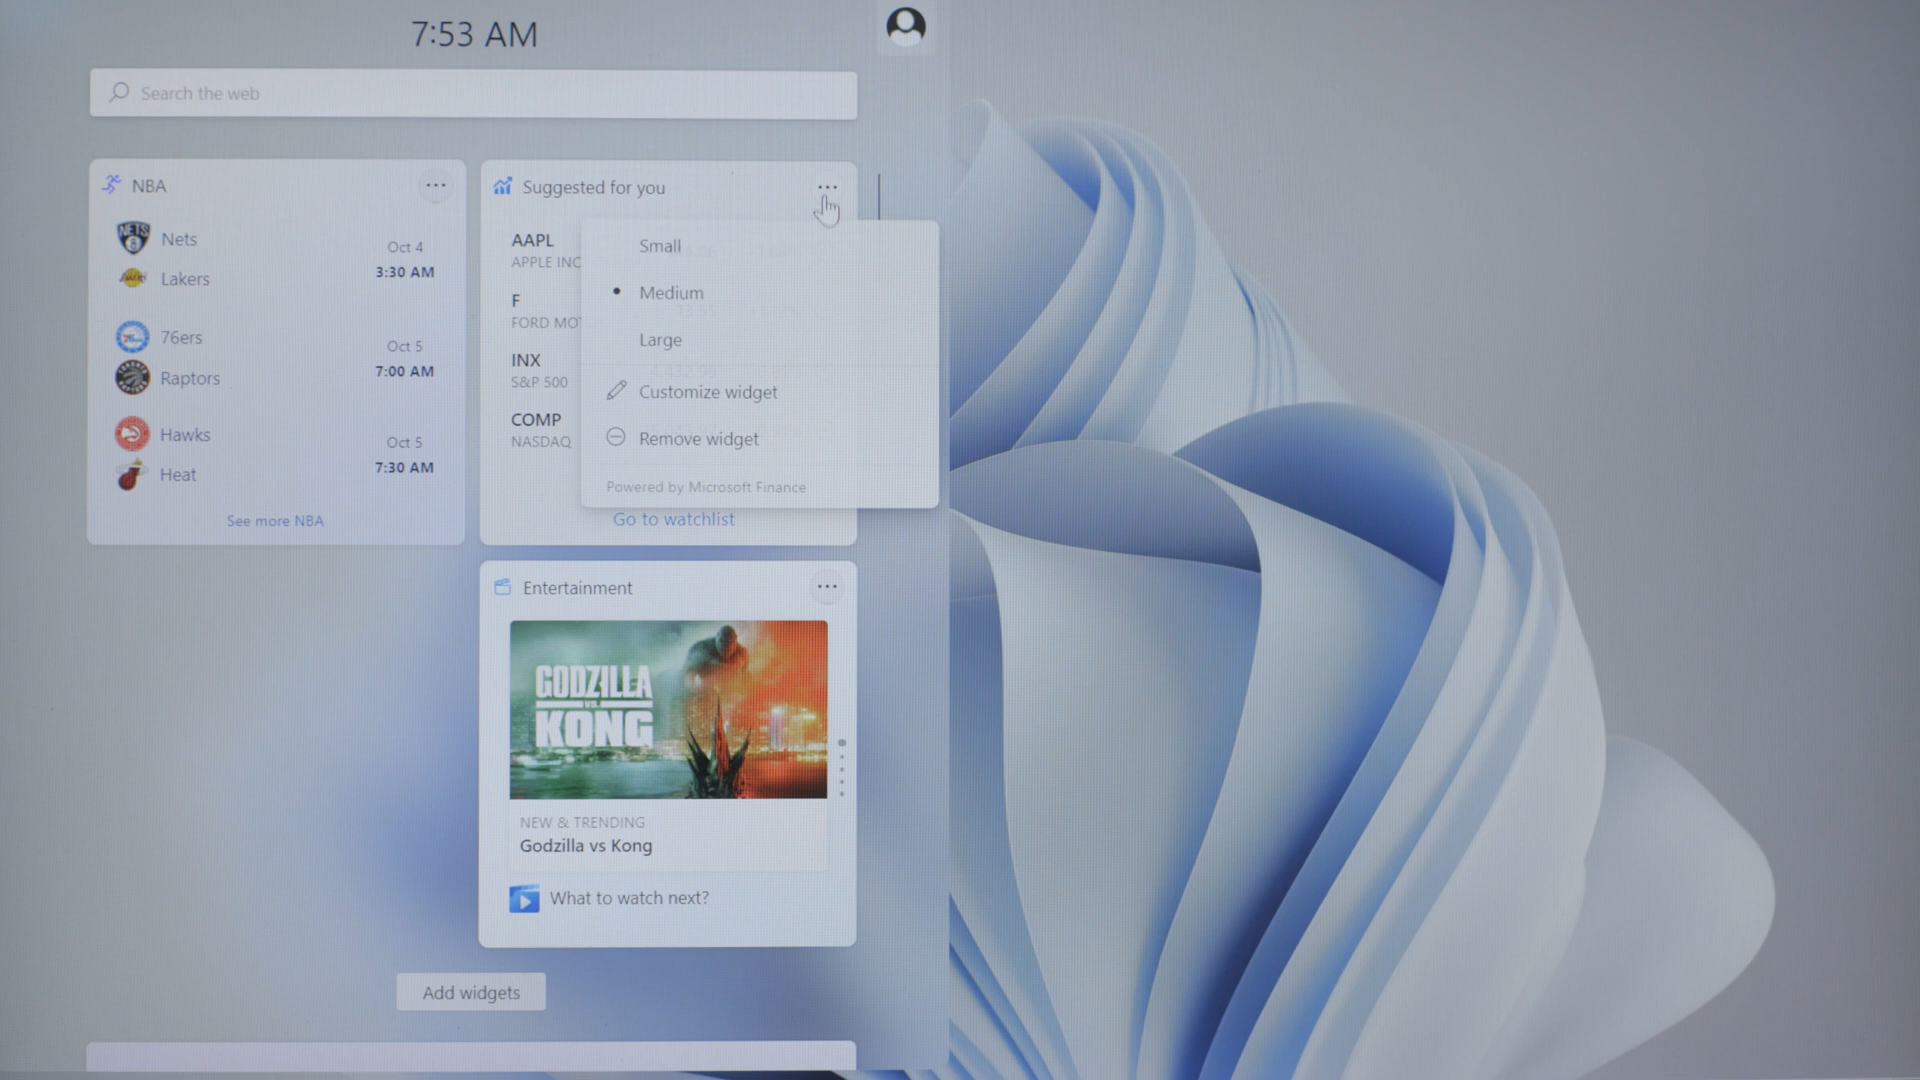 7:53 AM
Search the web
NBA
Nets
Lakers
Oct 4
3:30 AM
76ers
Raptors
Oct 5
7:00 AM
Hawks
Heat
Oct 5
7:30 AM
See more NBA
Suggested for you
AAPL
APPLE INC
F
FORD MOT
INX
S&P 500
COMP
NASDAQ
Small
Medium
Large
Customize widget
Remove widget
Powered by Microsoft Finance
Go to watchlist
Entertainment
GODZILLA
VS.
KONG
NEW & TRENDING
Godzilla vs Kong
What to watch next?
Add widgets